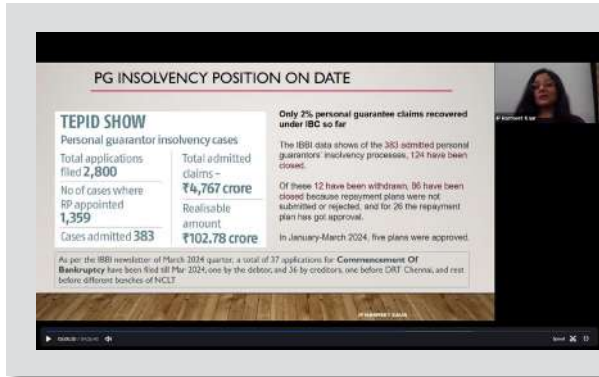 PG INSOLVENCY POSITION ON DATE
TEPID SHOW
Personal guarantor insolvency cases
Total applications
filed 2,800
No of cases where
RP appointed
1,359
Cases admitted 383
Total admitted
claims –
₹4,767 crore
Realisable
amount
₹102.78 crore
Only 2% personal guarantee claims recovered
under IBC so far
The IBBI data shows of the 383 admitted personal
guarantors' insolvency processes, 124 have been
closed.
Of these 12 have been withdrawn, 86 have been
closed because repayment plans were not
submitted or rejected, and for 26 the repayment
plan has got approval.
In January-March 2024, five plans were approved.
As per the IBBI newsletter of March 2024 quarter, a total of 37 applications for Commencement Of
Bankruptcy have been filed till Mar 2024, one by the debtor, and 36 by creditors, one before DRT Chennai, and rest
before different benches of NCLT